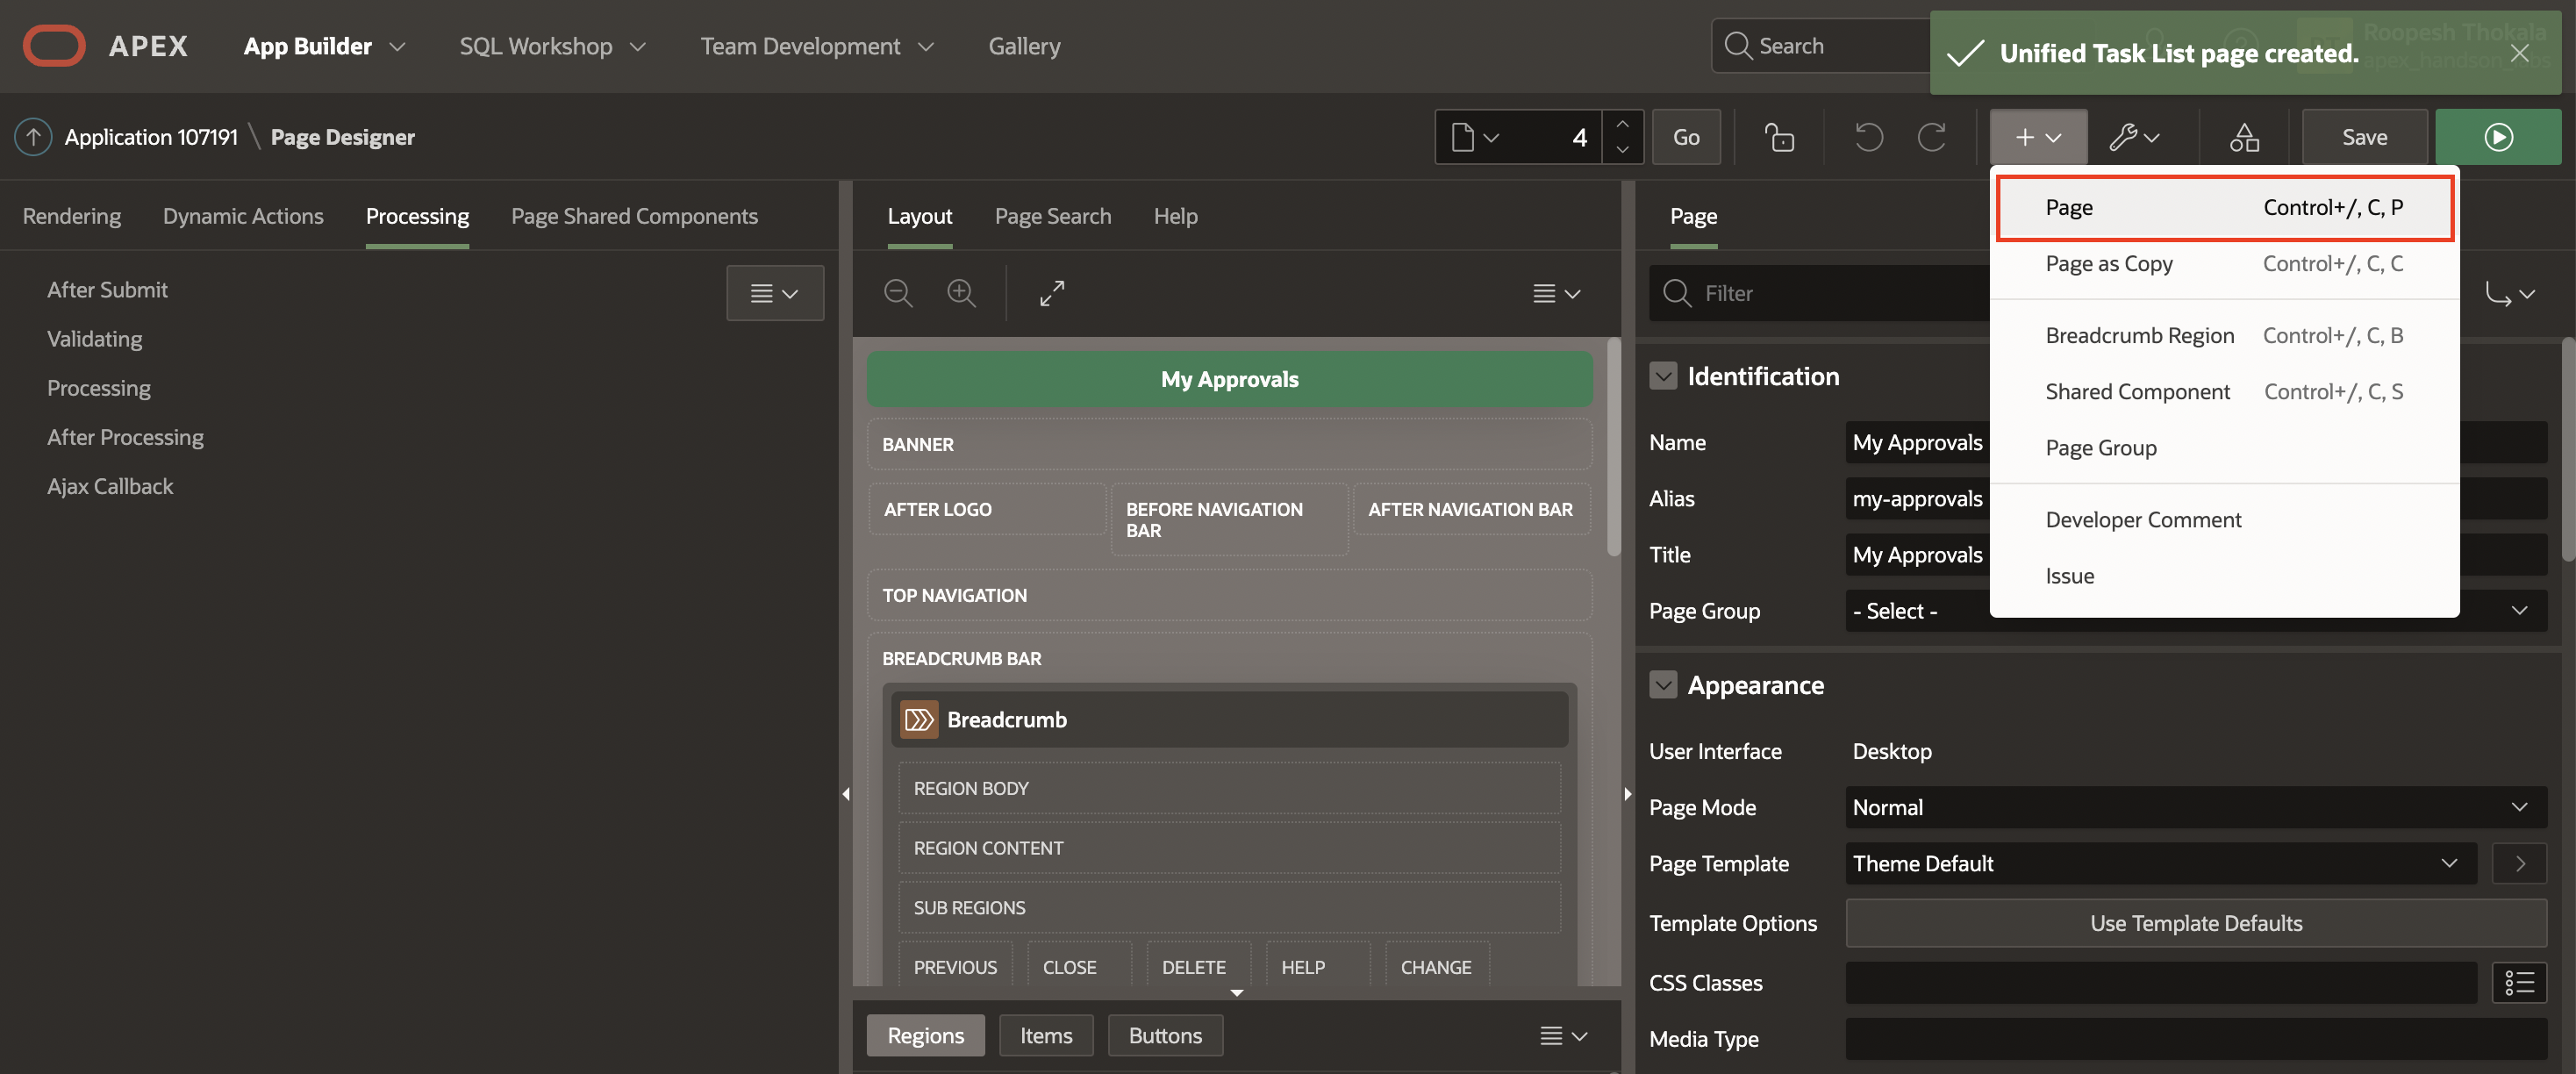 APEX
App Builder
SQL Workshop
Team Development
Gallery
Search
Unified Task List page created.
Roopesh Thokala
Application 107191 \ Page Designer
4
Go
Save
Rendering
Dynamic Actions
Processing
Page Shared Components
After Submit
Validating
Processing
After Processing
Ajax Callback
Layout
Page Search
Help
My Approvals
BANNER
AFTER LOGO
BEFORE NAVIGATION
BAR
AFTER NAVIGATION BAR
TOP NAVIGATION
BREADCRUMB BAR
Breadcrumb
REGION BODY
REGION CONTENT
SUB REGIONS
PREVIOUS
CLOSE
DELETE
HELP
CHANGE
Regions
Items
Buttons
Page
Filter
Page Control+/, C, P
Page as Copy Control+/, C, C
Breadcrumb Region Control+/, C, B
Shared Component Control+/, C, S
Page Group
Developer Comment
Issue
Identification
Name My Approvals
Alias my-approvals
Title My Approvals
Page Group - Select -
Appearance
User Interface Desktop
Page Mode Normal
Page Template Theme Default
Template Options Use Template Defaults
CSS Classes
Media Type